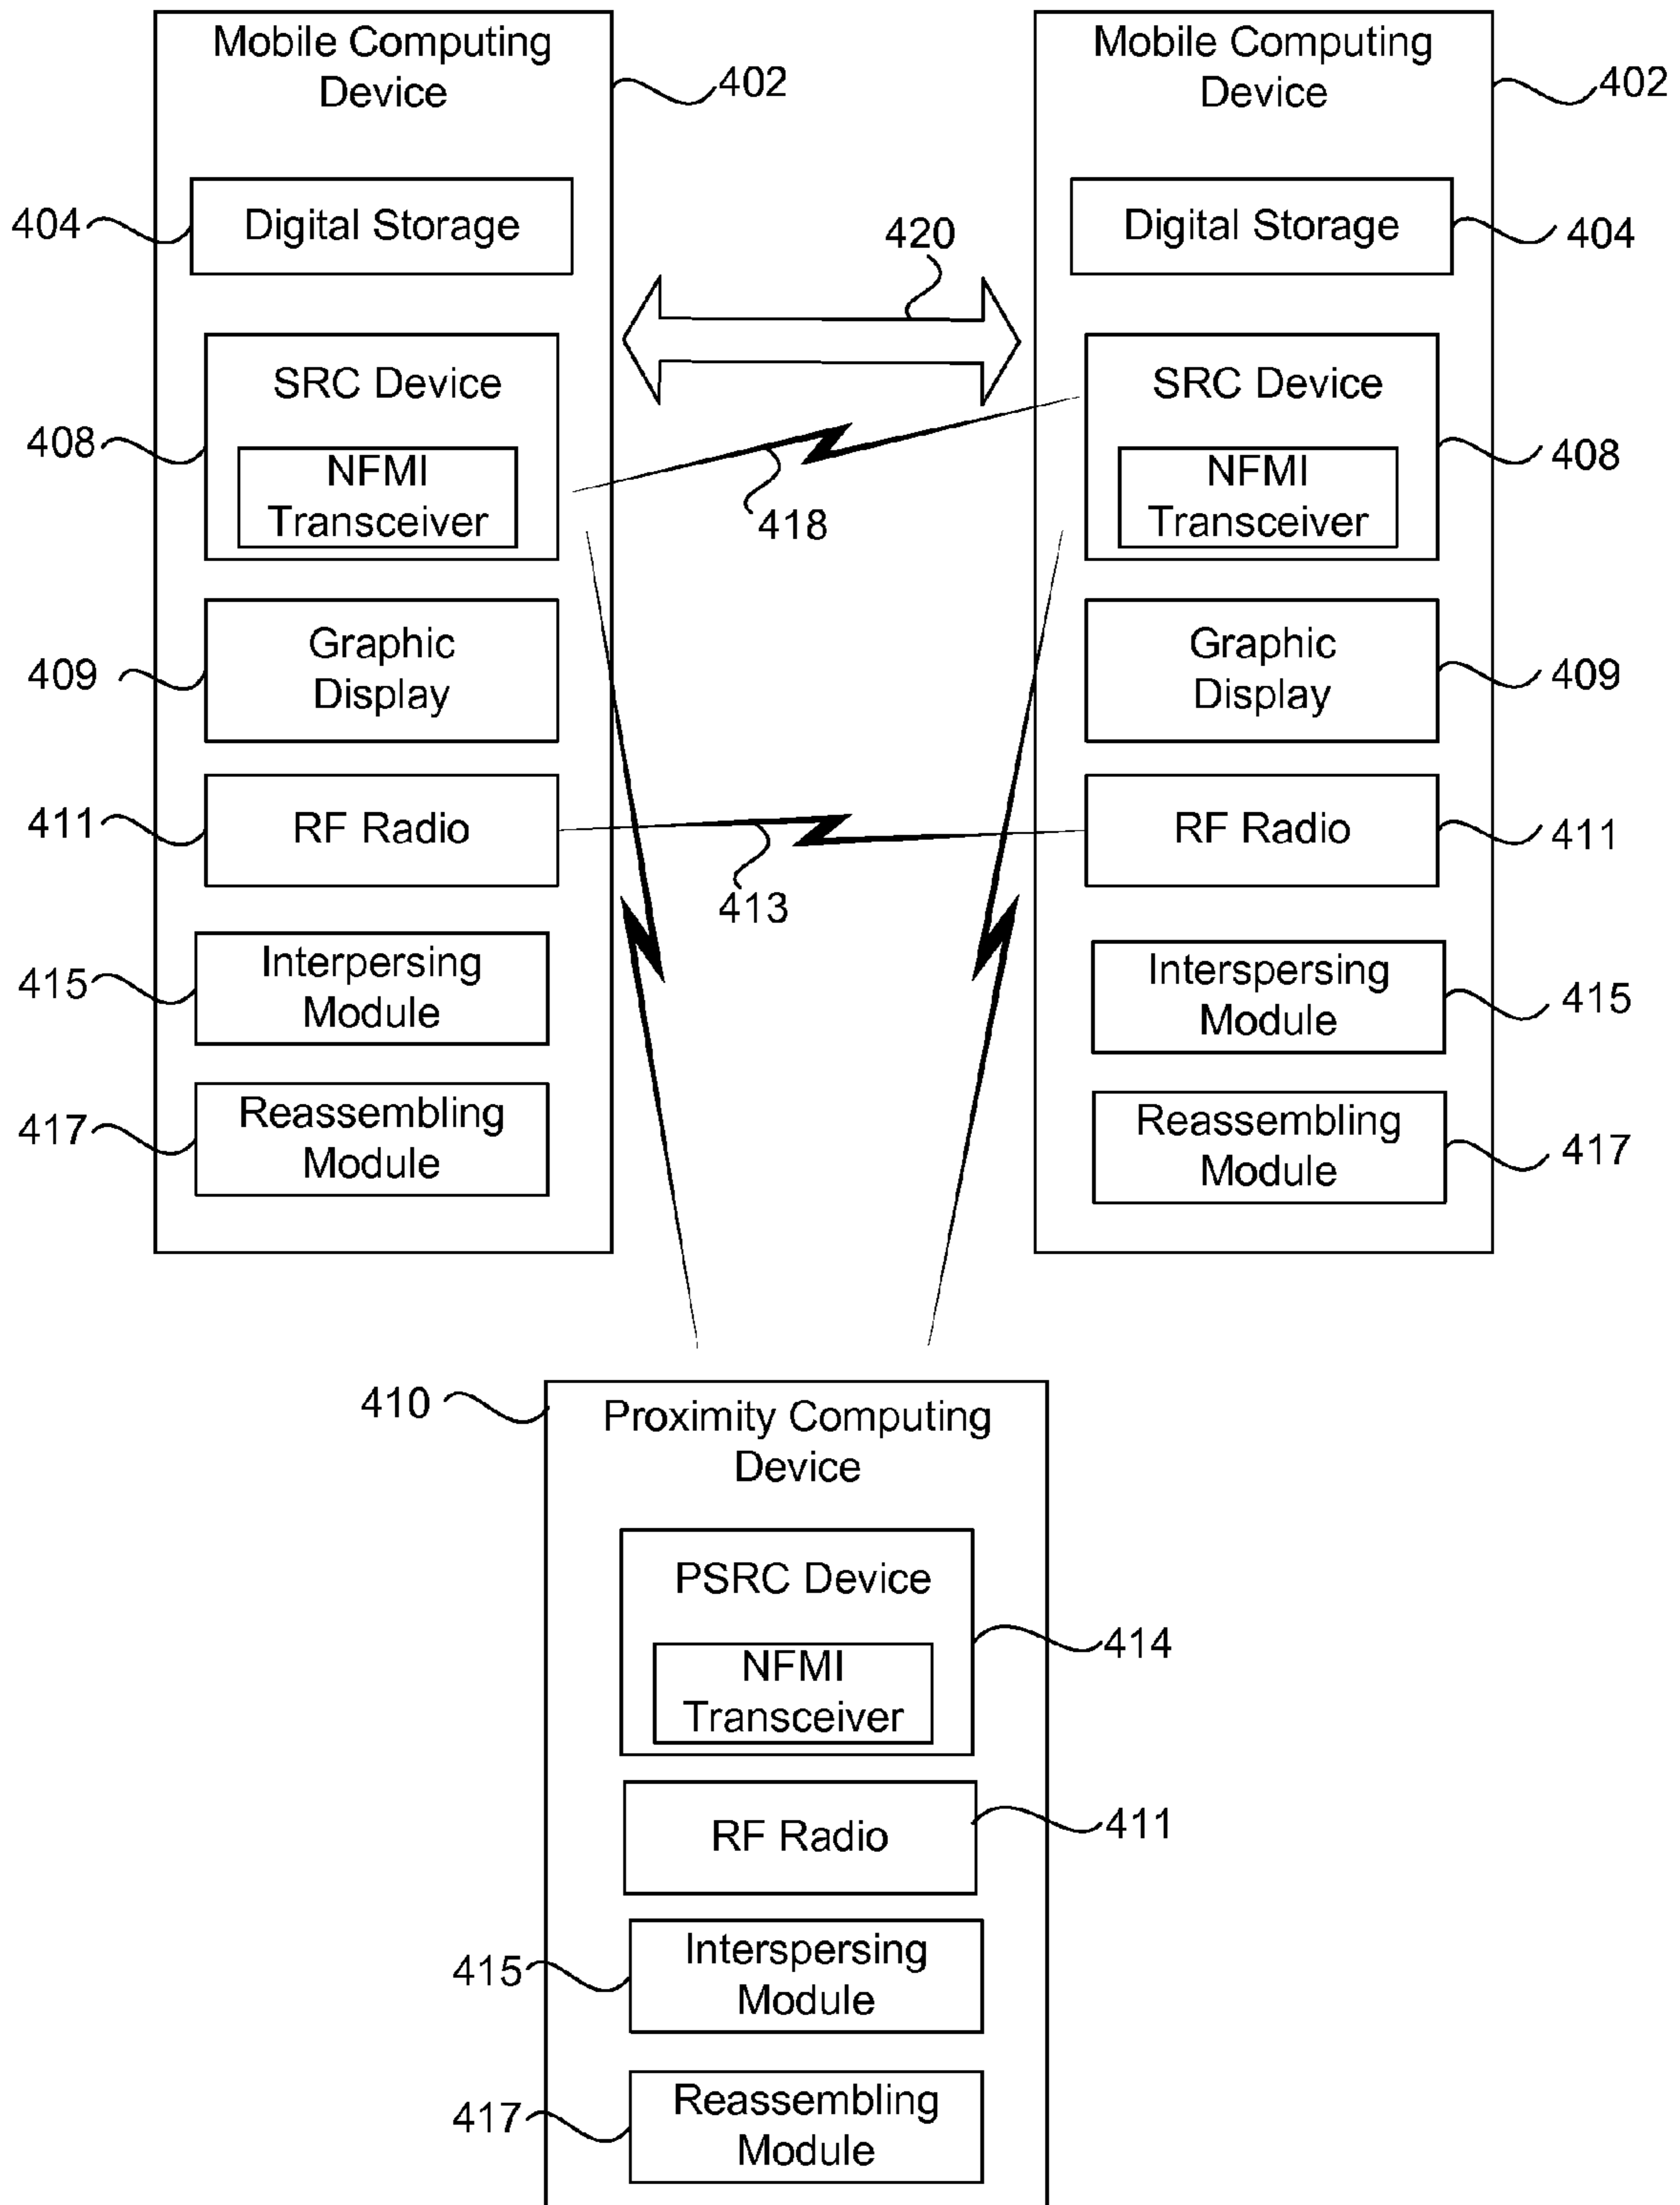 Mobile Computing
Device
402
404
Digital Storage
SRC Device
408
NFMI
Transceiver
Graphic
Display
409
411
RF Radio
415
Interpersing
Module
417
Reassembling
Module
420
418
413
Mobile Computing
Device
402
Digital Storage
404
SRC Device
408
NFMI
Transceiver
Graphic
Display
409
RF Radio
411
Interspersing
Module
415
Reassembling
Module
417
410
Proximity Computing
Device
PSRC Device
414
NFMI
Transceiver
RF Radio
411
415
Interspersing
Module
417
Reassembling
Module